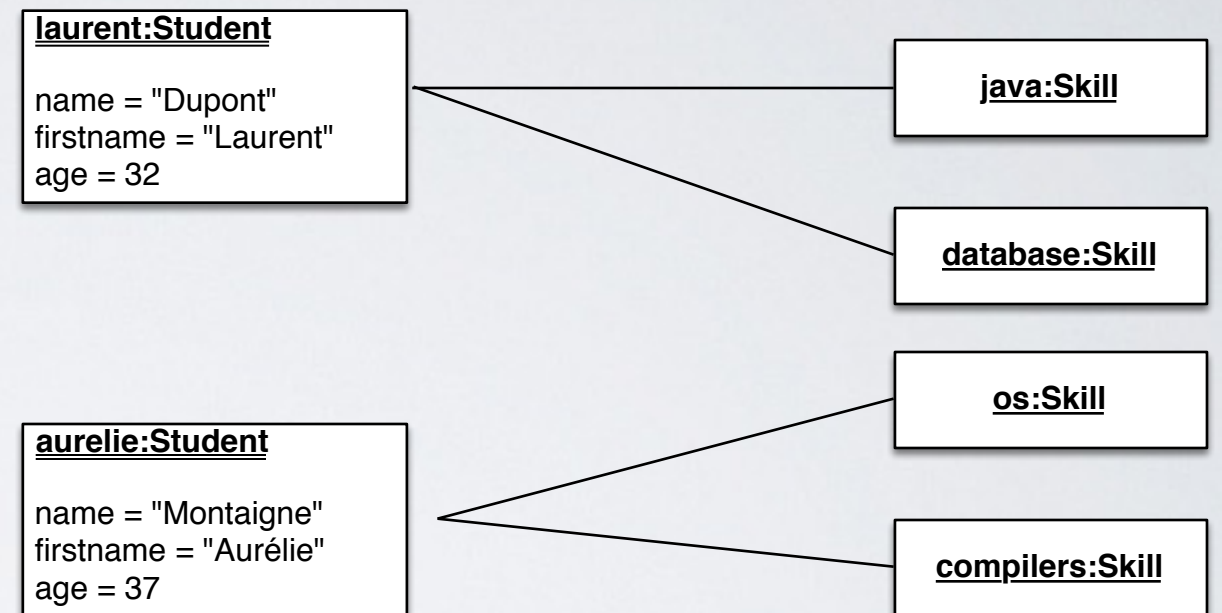 laurent:Student
name = "Dupont"
firstname = "Laurent"
age = 32
java:Skill
database:Skill
os:Skill
aurelie:Student
name = "Montaigne"
firstname = "Aurélie"
age = 37
compilers:Skill